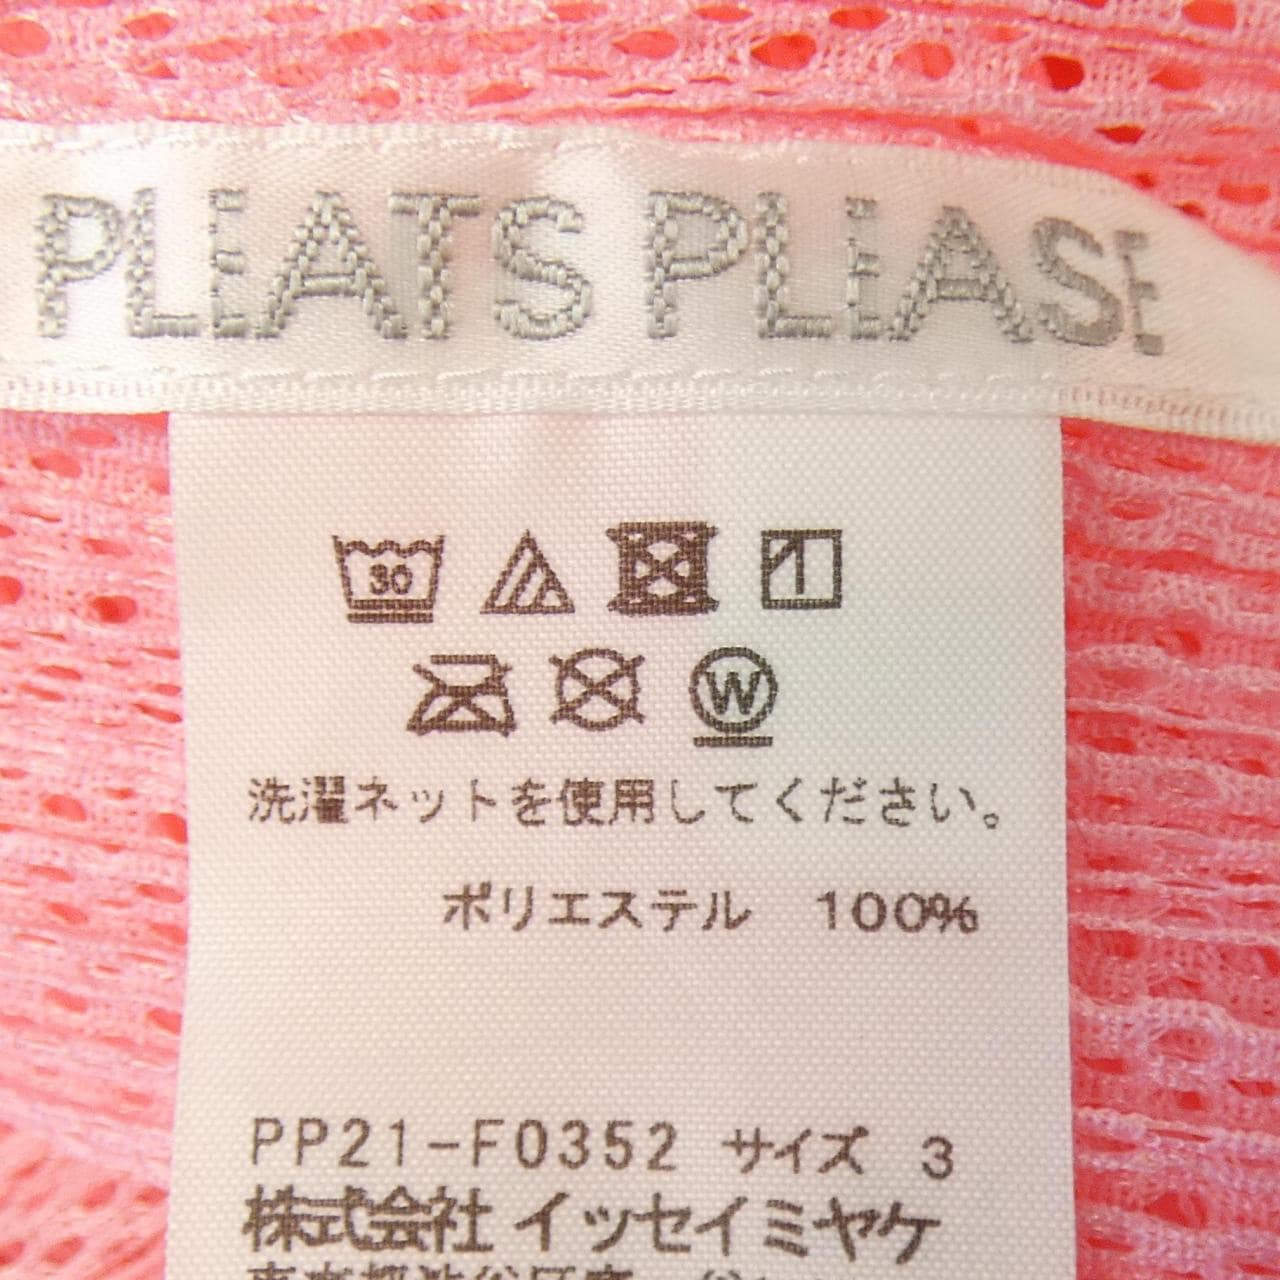 PLEATS PLEASE
30
W
洗濯ネットを使用してください。
ポリエステル 100%
PP21-F0352 サイズ 3
株式会社 イッセイミヤケ